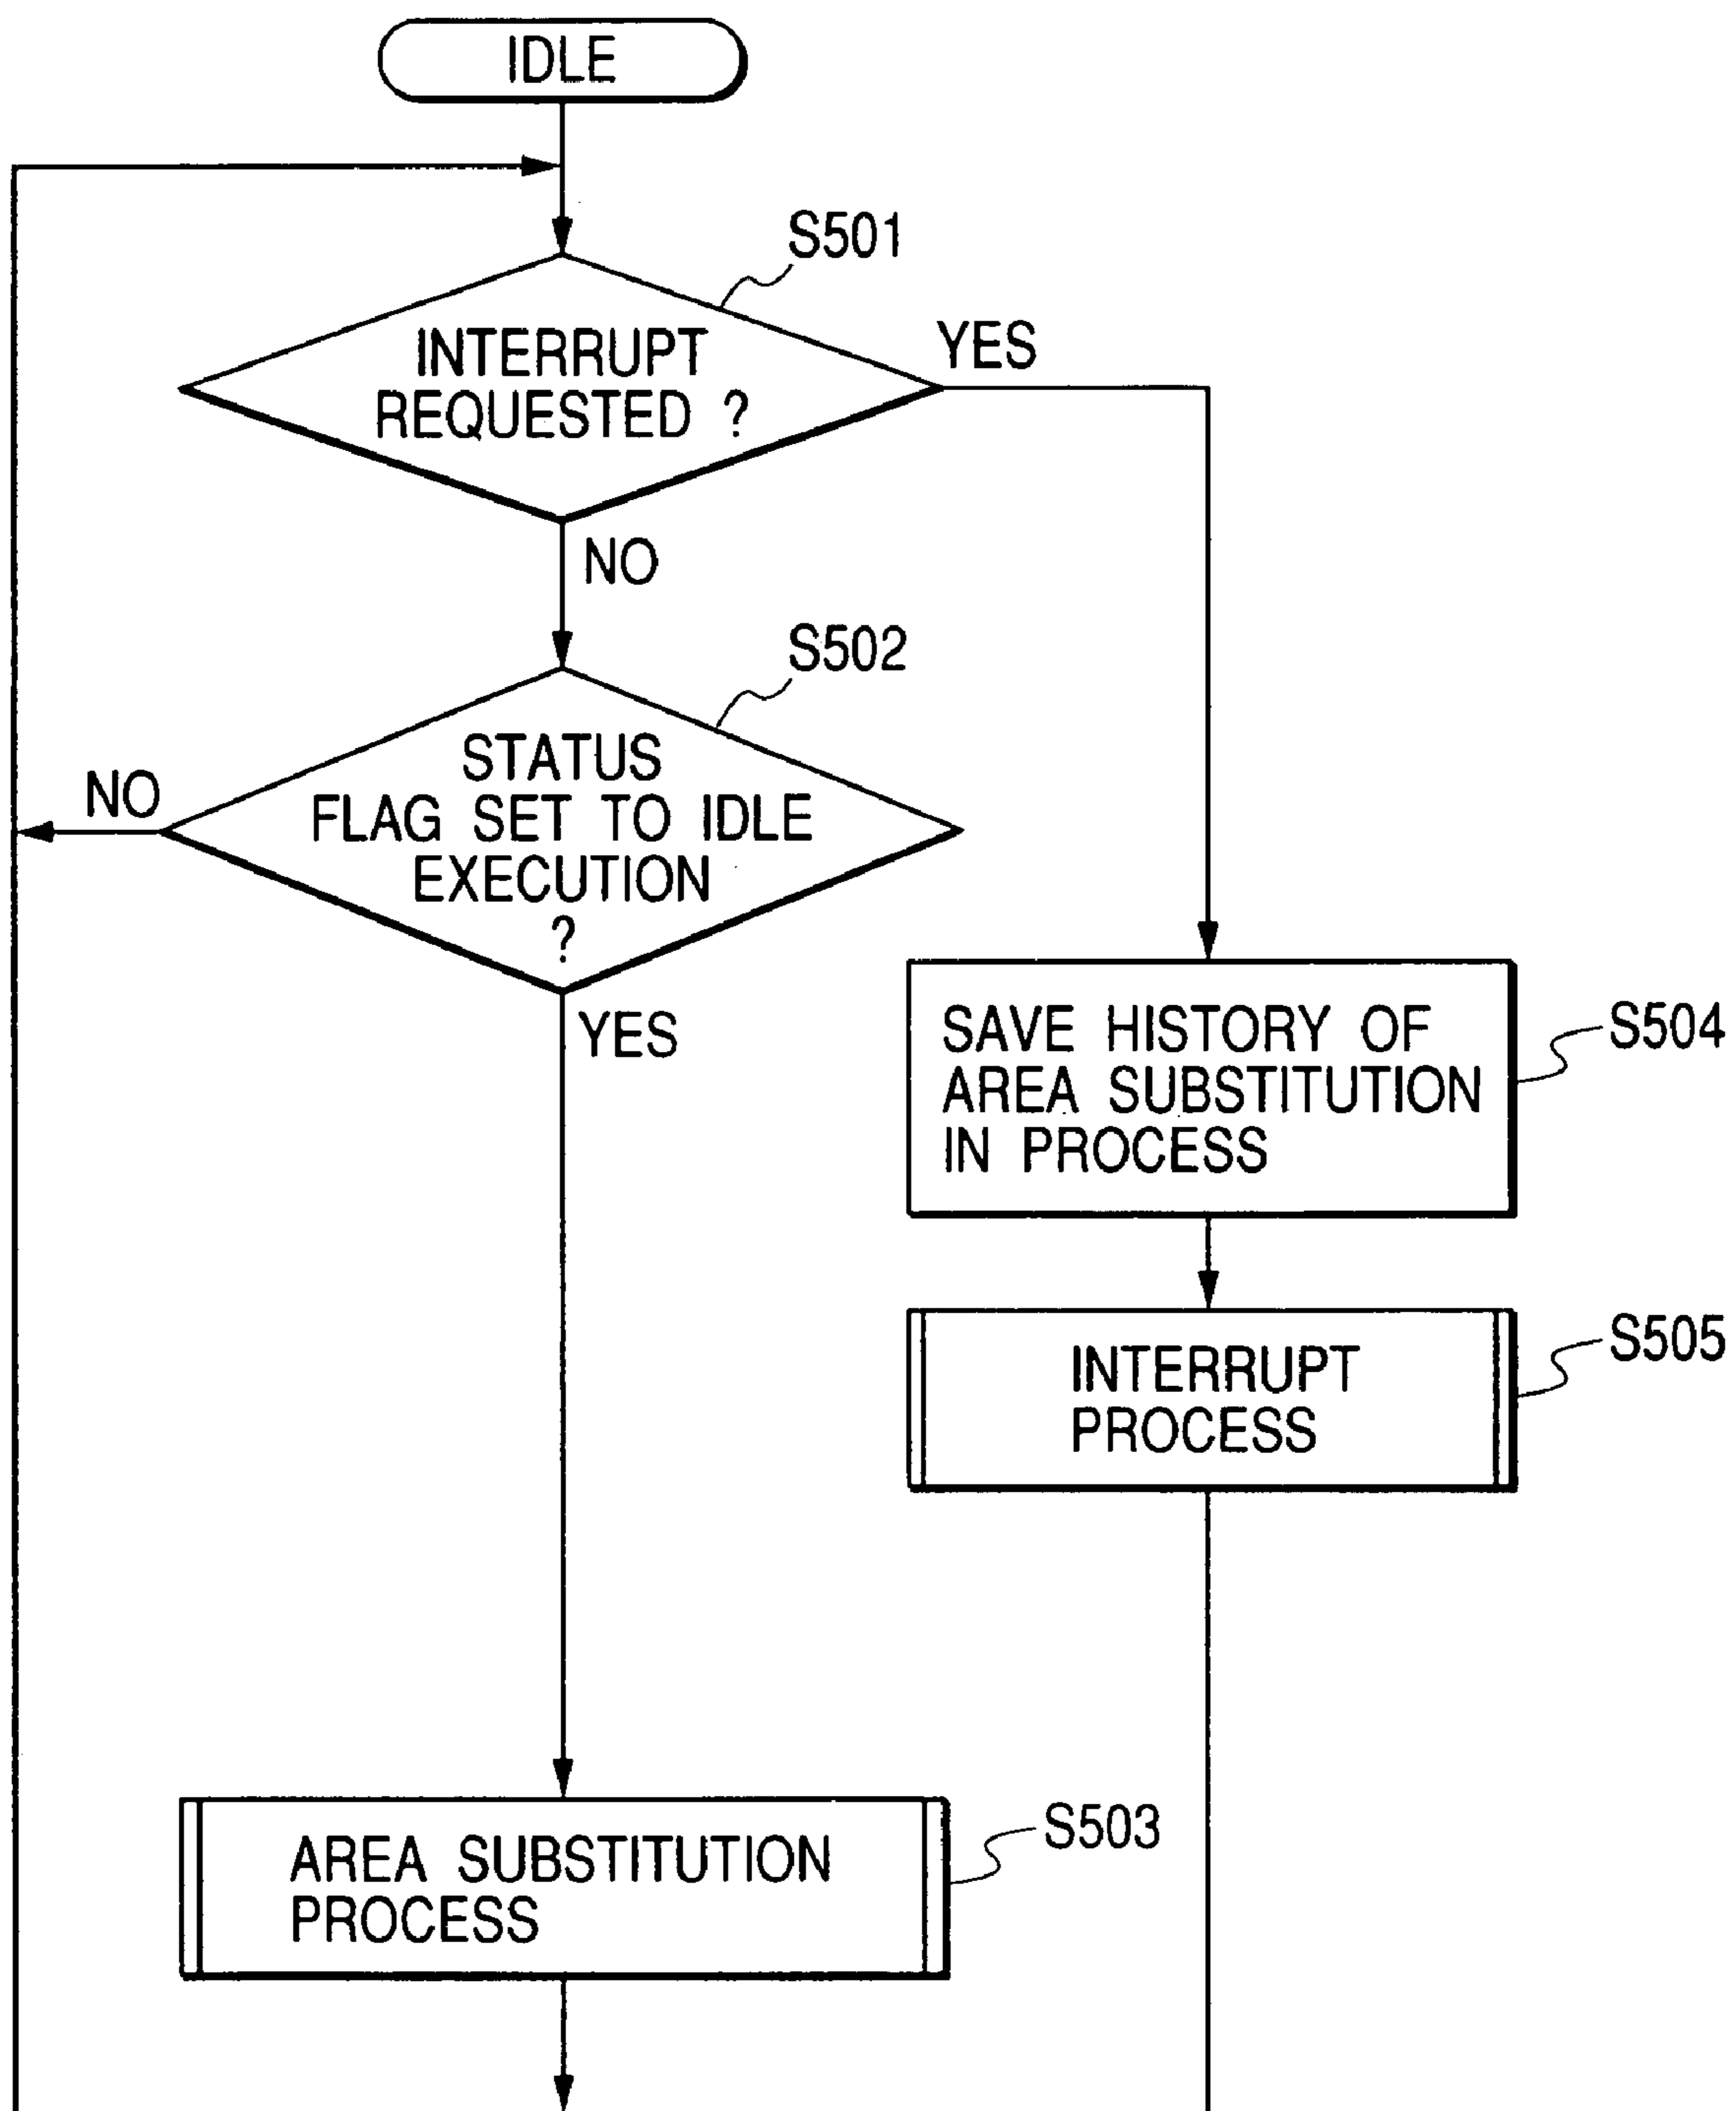 IDLE
S501
INTERRUPT
REQUESTED ?
YES
NO
S502
STATUS
FLAG SET TO IDLE
EXECUTION
?
NO
YES
SAVE HISTORY OF
AREA SUBSTITUTION
IN PROCESS
S504
INTERRUPT
PROCESS
S505
AREA SUBSTITUTION
PROCESS
S503